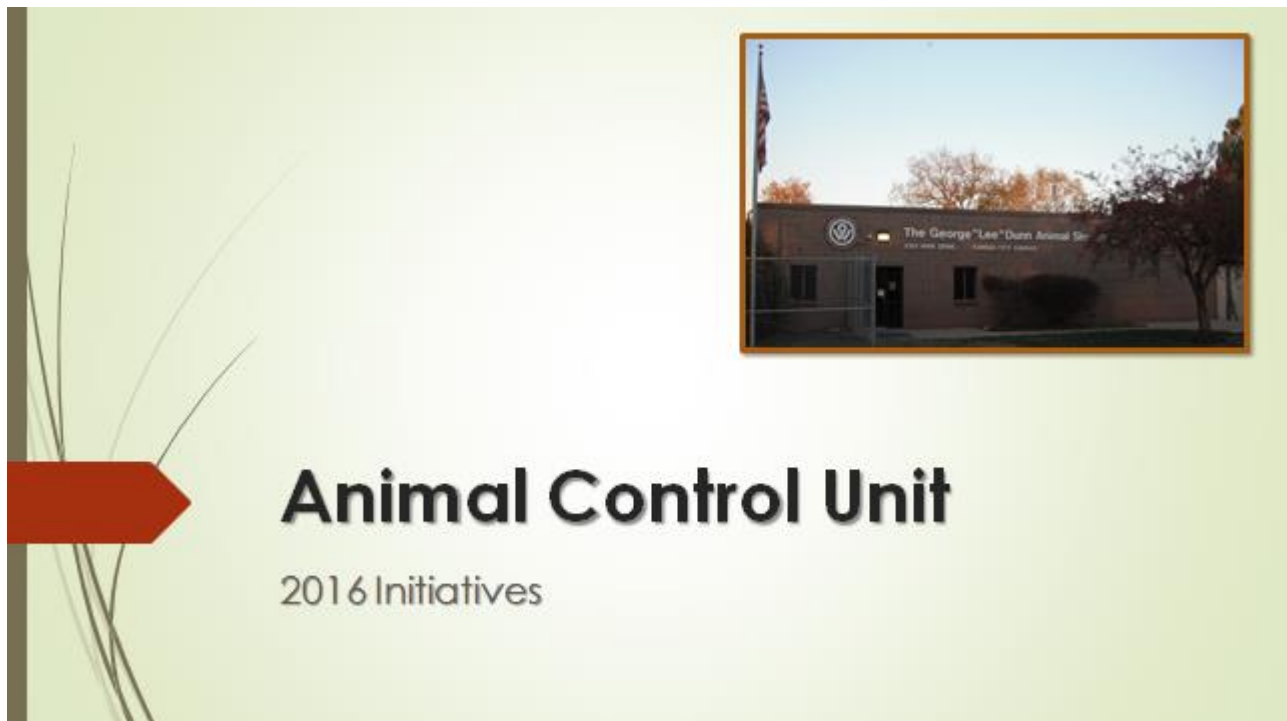 The George "Lee" Dunn Animal
Animal Control Unit
2016 Initiatives